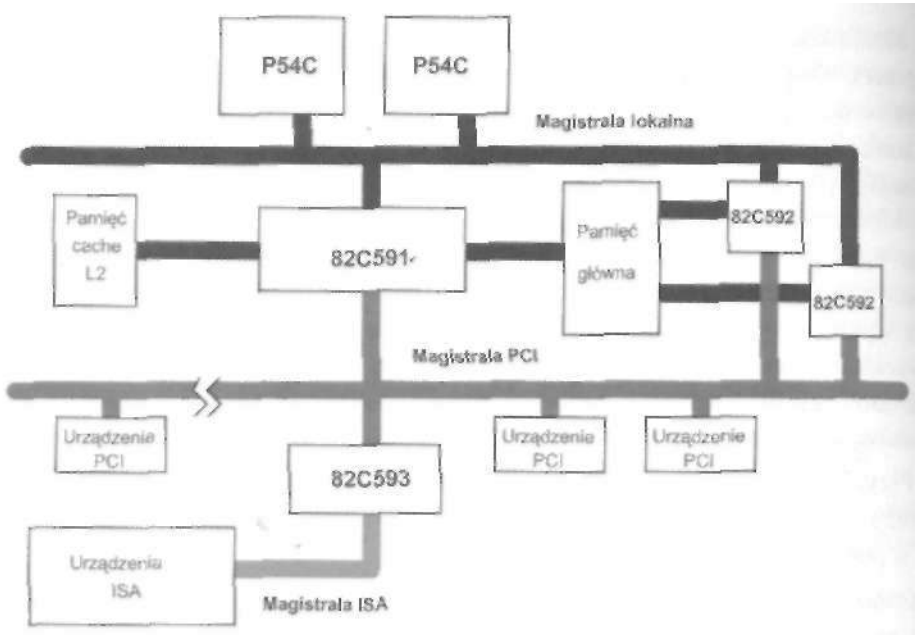 P54C
P54C
Magistrala lokalna
Pamięć
cache
L2
82C591
Pamięć
główna
82C592
82C592
Magistrala PCI
Urządzenia
PCI
82C593
Urządzenie
PCI
Urządzenie
PCI
Urządzenia
ISA
Magistrala ISA